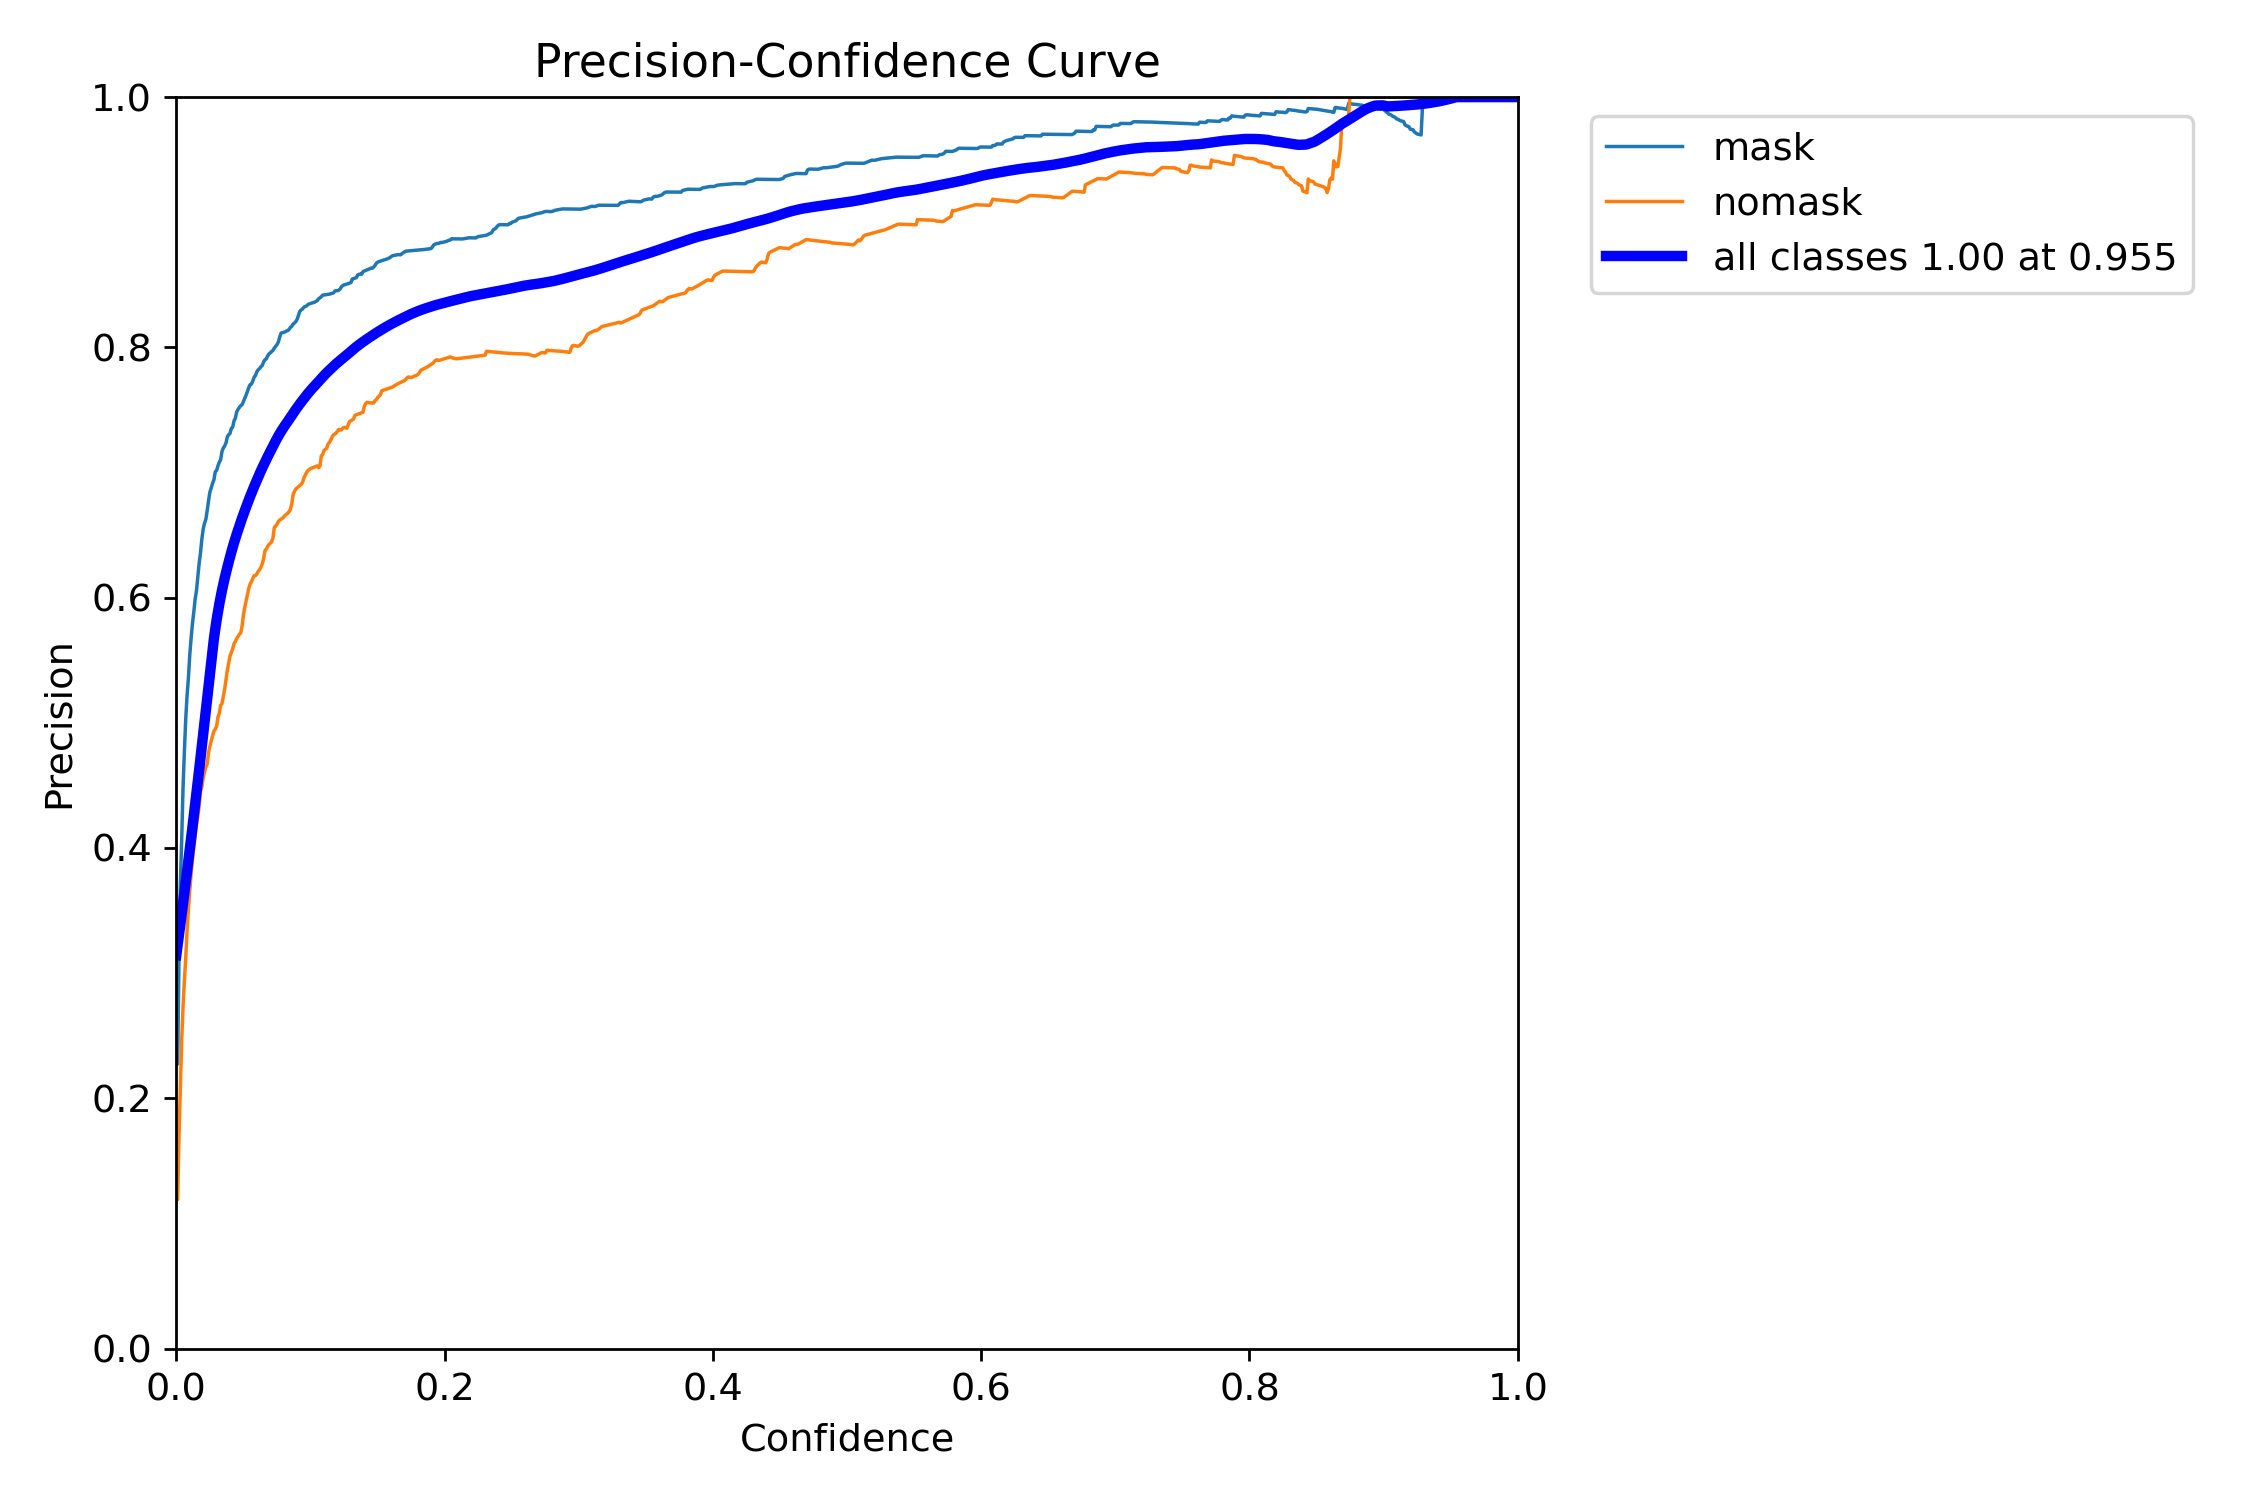 Precision-Confidence Curve
1.0
0.8
0.6
0.4
0.2
0.0
Precision
0.0 0.2 0.4 0.6 0.8 1.0
Confidence
mask
nomask
all classes 1.00 at 0.955